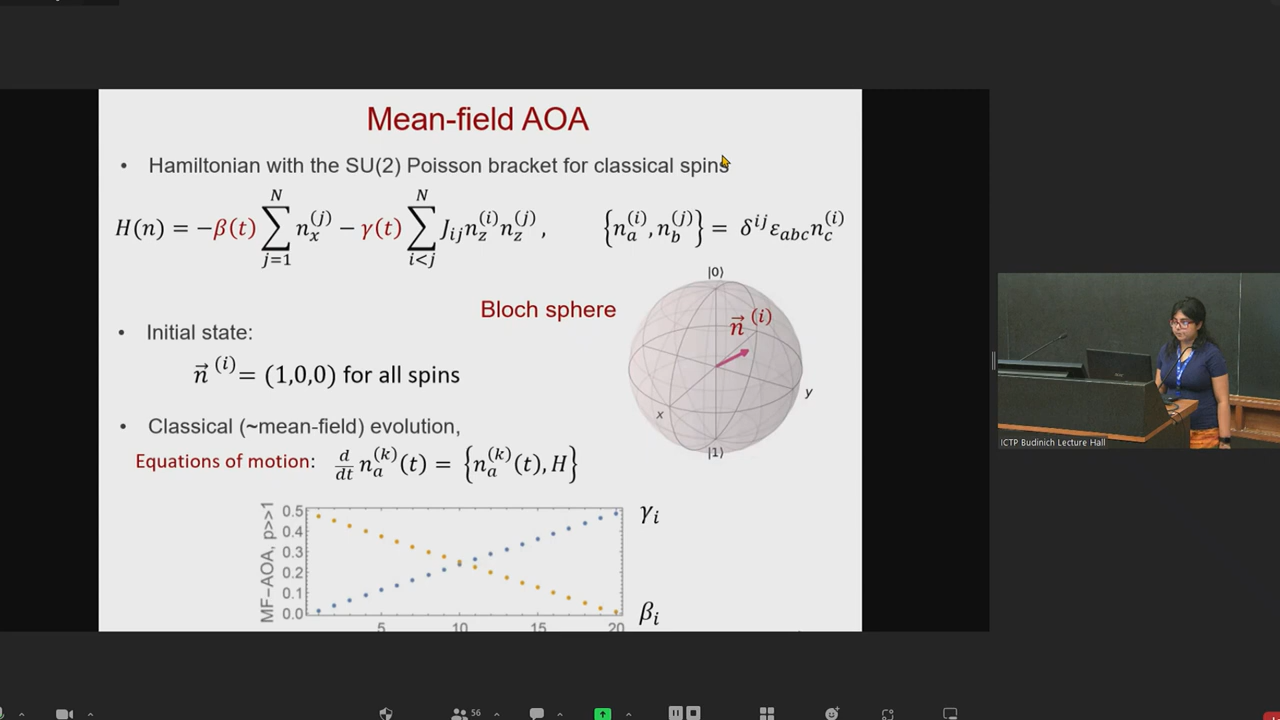 Mean-field AOA
• Hamiltonian with the SU(2) Poisson bracket for classical spins
H(n) = −β(t) ∑_{j=1}^{N} n_x^{(j)} − γ(t) ∑_{i<j}^{N} J_{ij} n_z^{(i)} n_z^{(j)} , {n_a^{(i)}, n_b^{(j)}} = δ^{ij} ε_{abc} n_c^{(i)}
|0⟩
Bloch sphere
n⃗^{(i)}
• Initial state:
n⃗^{(i)} = (1,0,0) for all spins
x
y
|1⟩
• Classical (~mean-field) evolution,
Equations of motion: d/dt n_a^{(k)}(t) = {n_a^{(k)}(t), H}
MF−AOA, p>>1
0.5
0.4
0.3
0.2
0.1
0.0
5 10 15 20
γ_i
β_i
ICTP Budinich Lecture Hall
56